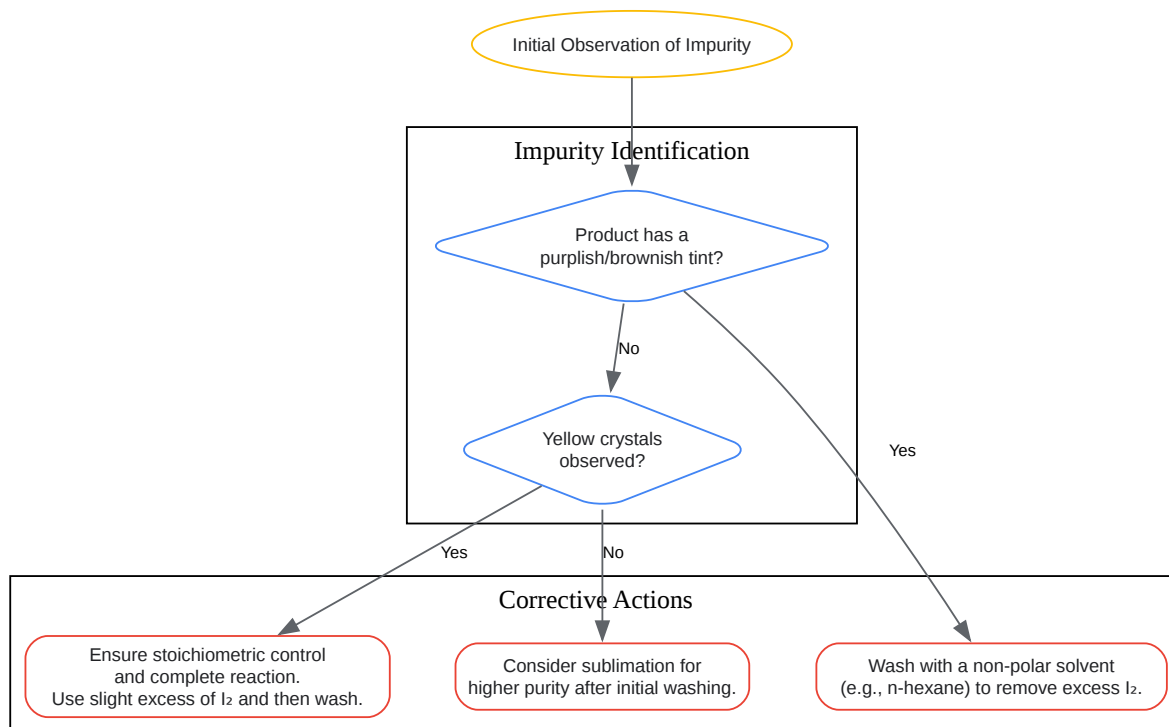 Initial Observation of Impurity
Impurity Identification
Product has a
purplish/brownish tint?
No
Yellow crystals
observed?
Yes
Yes
No
Corrective Actions
Ensure stoichiometric control
and complete reaction.
Use slight excess of I₂ and then wash.
Consider sublimation for
higher purity after initial washing.
Wash with a non-polar solvent
(e.g., n-hexane) to remove excess I₂.